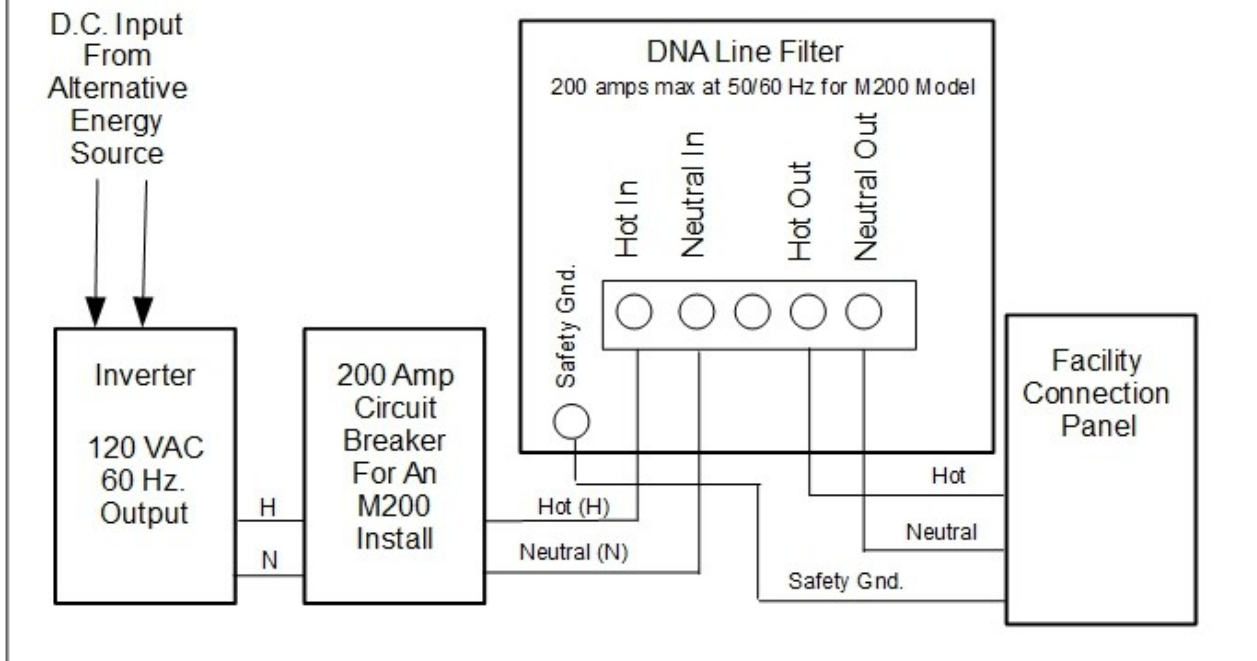 D.C. Input
From
Alternative
Energy
Source
DNA Line Filter
200 amps max at 50/60 Hz for M200 Model
Hot In
Neutral In
Hot Out
Neutral Out
Safety Gnd.
Inverter
120 VAC
60 Hz.
Output
H
N
200 Amp
Circuit
Breaker
For An
M200
Install
Hot (H)
Neutral (N)
Facility
Connection
Panel
Hot
Neutral
Safety Gnd.